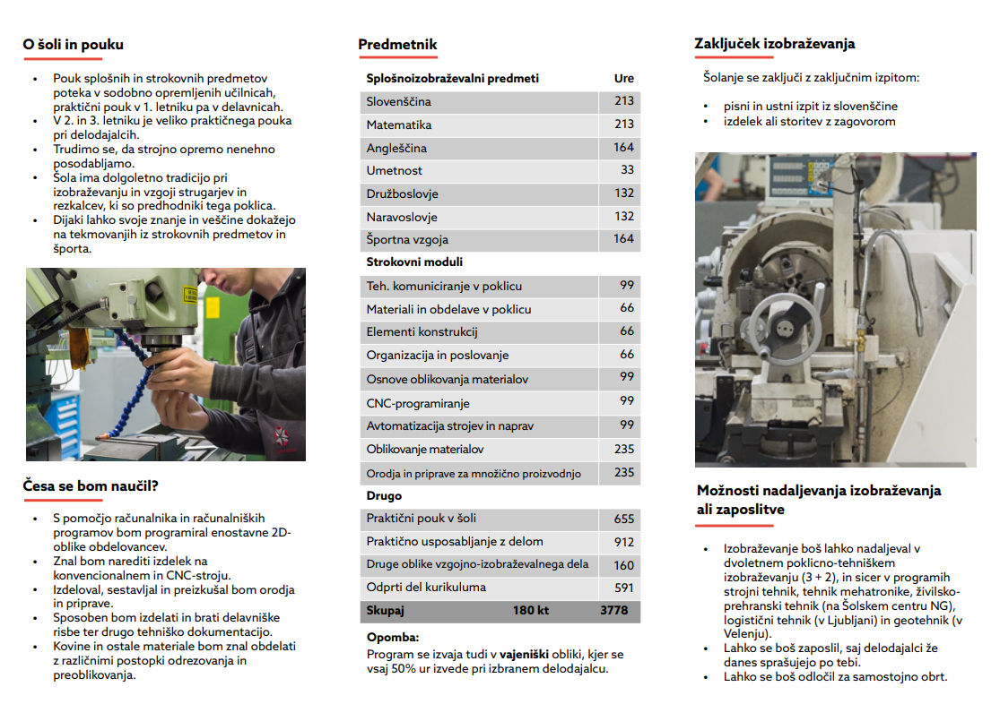 O šoli in pouku
• Pouk splošnih in strokovnih predmetov
poteka v sodobno opremljenih učilnicah,
praktični pouk v 1. letniku pa v delavnicah.
• V 2. in 3. letniku je veliko praktičnega pouka
pri delodajalcih.
• Trudimo se, da strojno opremo nenehno
posodabljamo.
• Šola ima dolgoletno tradicijo pri
izobraževanju in vzgoji strugarjev in
rezkalcev, ki so predhodniki tega poklica.
• Dijaki lahko svoje znanje in veščine dokažejo
na tekmovanjih iz strokovnih predmetov in
športa.
Česa se bom naučil?
• S pomočjo računalnika in računalniških
programov bom programiral enostavne 2D-
oblike obdelovancev.
• Znal bom narediti izdelek na
konvencionalnem in CNC-stroju.
• Izdeloval, sestavljal in preizkušal bom orodja
in priprave.
• Sposoben bom izdelati in brati delavniške
risbe ter drugo tehniško dokumentacijo.
• Kovine in ostale materiale bom znal obdelati
z različnimi postopki odrezovanja in
preoblikovanja.
Predmetnik
Splošnoizobraževalni predmeti Ure
Slovenščina 213
Matematika 213
Angleščina 164
Umetnost 33
Družboslovje 132
Naravoslovje 132
Športna vzgoja 164
Strokovni moduli
Teh. komuniciranje v poklicu 99
Materiali in obdelave v poklicu 66
Elementi konstrukcij 66
Organizacija in poslovanje 66
Osnove oblikovanja materialov 99
CNC-programiranje 99
Avtomatizacija strojev in naprav 99
Oblikovanje materialov 235
Orodja in priprave za množično proizvodnjo 235
Drugo
Praktični pouk v šoli 655
Praktično usposabljanje z delom 912
Druge oblike vzgojno-izobraževalnega dela 160
Odprti del kurikuluma 591
Skupaj 180 kt 3778
Opomba:
Program se izvaja tudi v vajeniški obliki, kjer se
vsaj 50% ur izvede pri izbranem delodajalcu.
Zaključek izobraževanja
Šolanje se zaključi z zaključnim izpitom:
• pisni in ustni izpit iz slovenščine
• izdelek ali storitev z zagovorom
Možnosti nadaljevanja izobraževanja
ali zaposlitve
• Izobraževanje boš lahko nadaljeval v
dvoletnem poklicno-tehniškem
izobraževanju (3 + 2), in sicer v programih
strojni tehnik, tehnik mehatronike, živilsko-
prehranski tehnik (na Šolskem centru NG),
logistični tehnik (v Ljubljani) in geotehnik (v
Velenju).
• Lahko se boš zaposlil, saj delodajalci že
danes sprašujejo po tebi.
• Lahko se boš odločil za samostojno obrt.